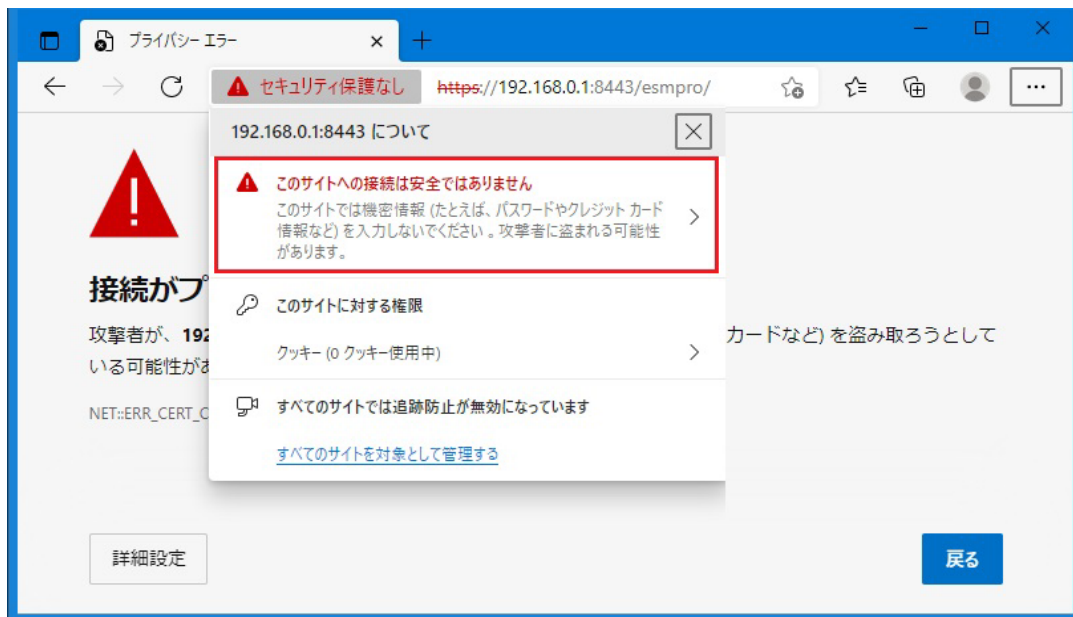 プライバシー エラー
セキュリティ保護なし
https://192.168.0.1:8443/esmpro/
192.168.0.1:8443 について
このサイトへの接続は安全ではありません
このサイトでは機密情報 (たとえば、パスワードやクレジット カード
情報など) を入力しないでください。攻撃者に盗まれる可能性
があります。
接続がプ
このサイトに対する権限
攻撃者が、192
カードなど) を盗み取ろうとして
いる可能性があ
クッキー (0 クッキー使用中)
NET::ERR_CERT_C
すべてのサイトでは追跡防止が無効になっています
すべてのサイトを対象として管理する
詳細設定
戻る